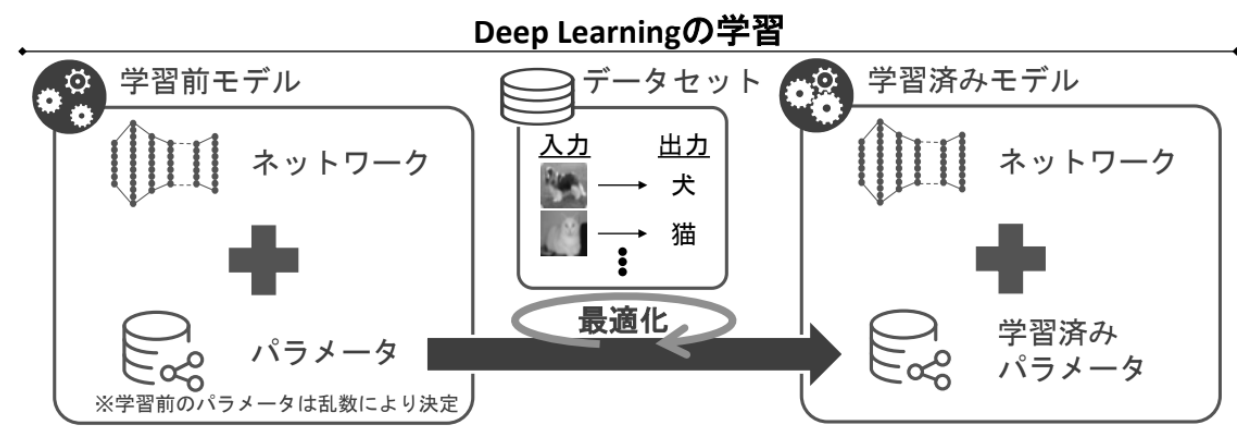 Deep Learningの学習
学習前モデル
ネットワーク
パラメータ
※学習前のパラメータは乱数により決定
データセット
入力 出力
犬
猫
最適化
学習済みモデル
ネットワーク
学習済み
パラメータ